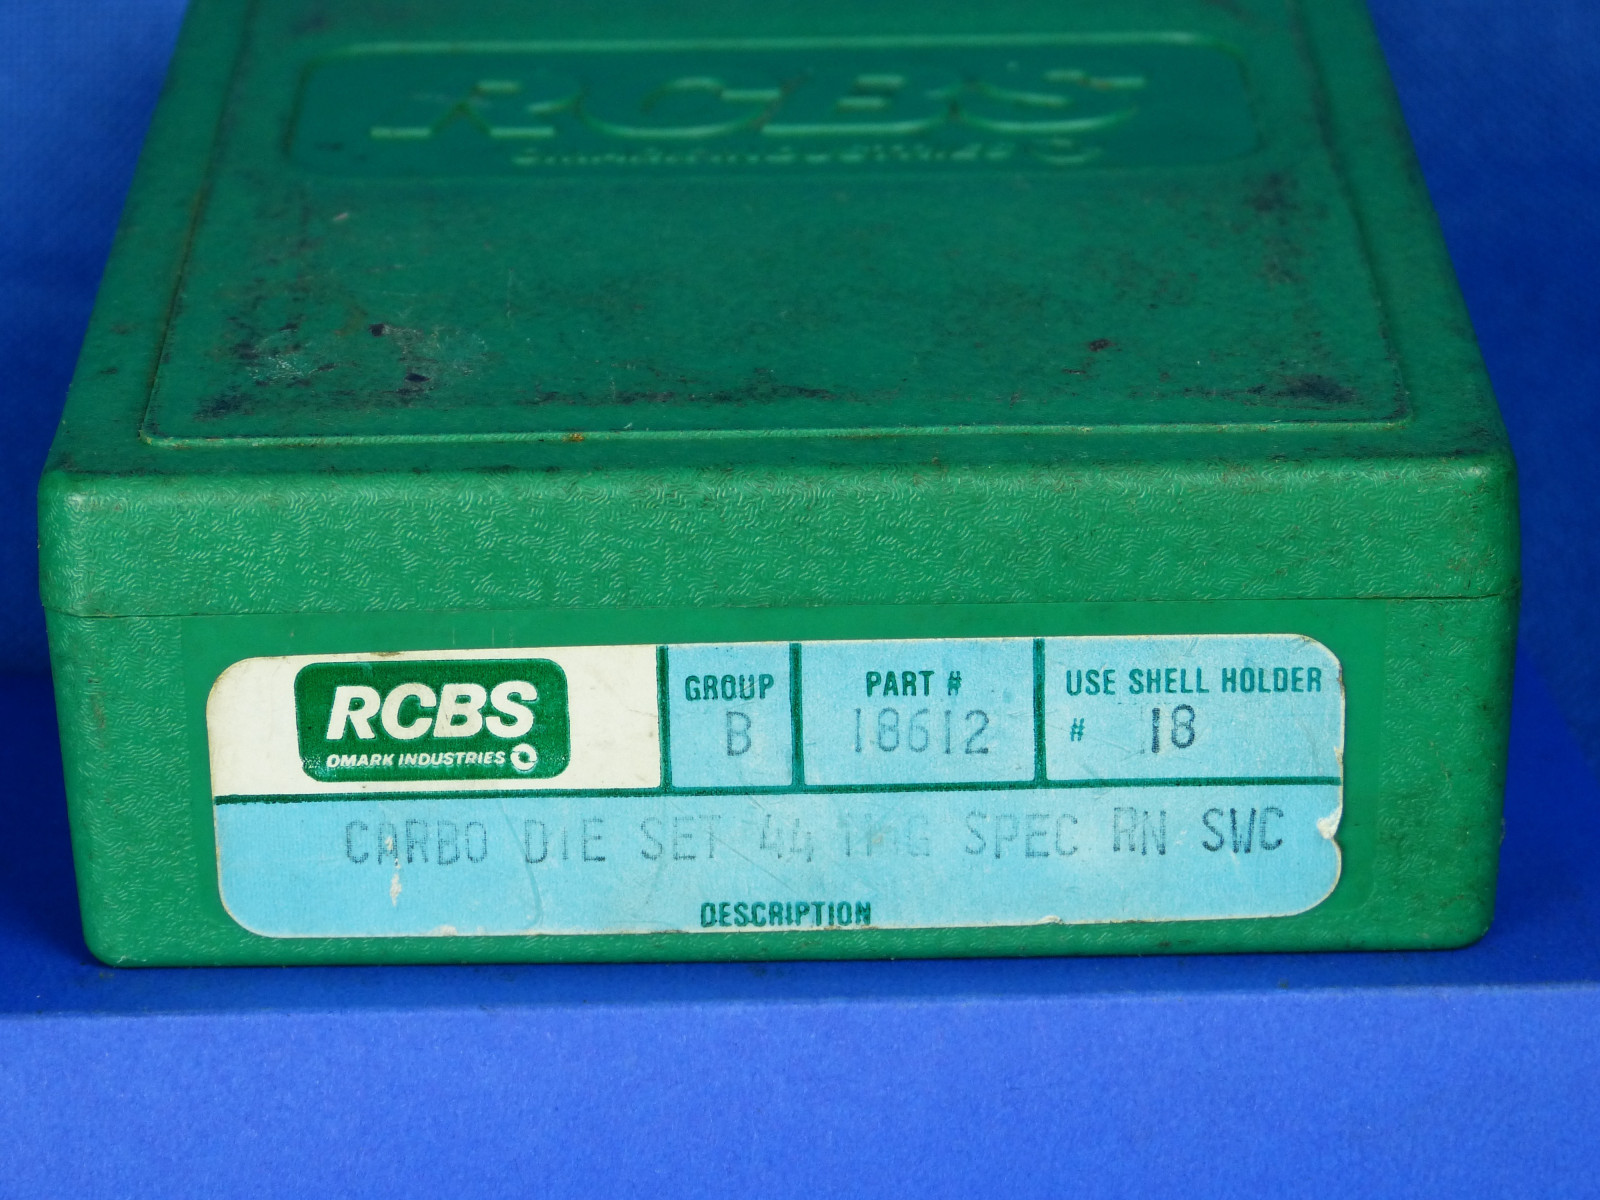 RCBS
RCBS
OMARK INDUSTRIES
GROUP
B
PART #
18612
USE SHELL HOLDER
# 18
CARBO DIE SET 44 MAG SPEC RN SWC
DESCRIPTION